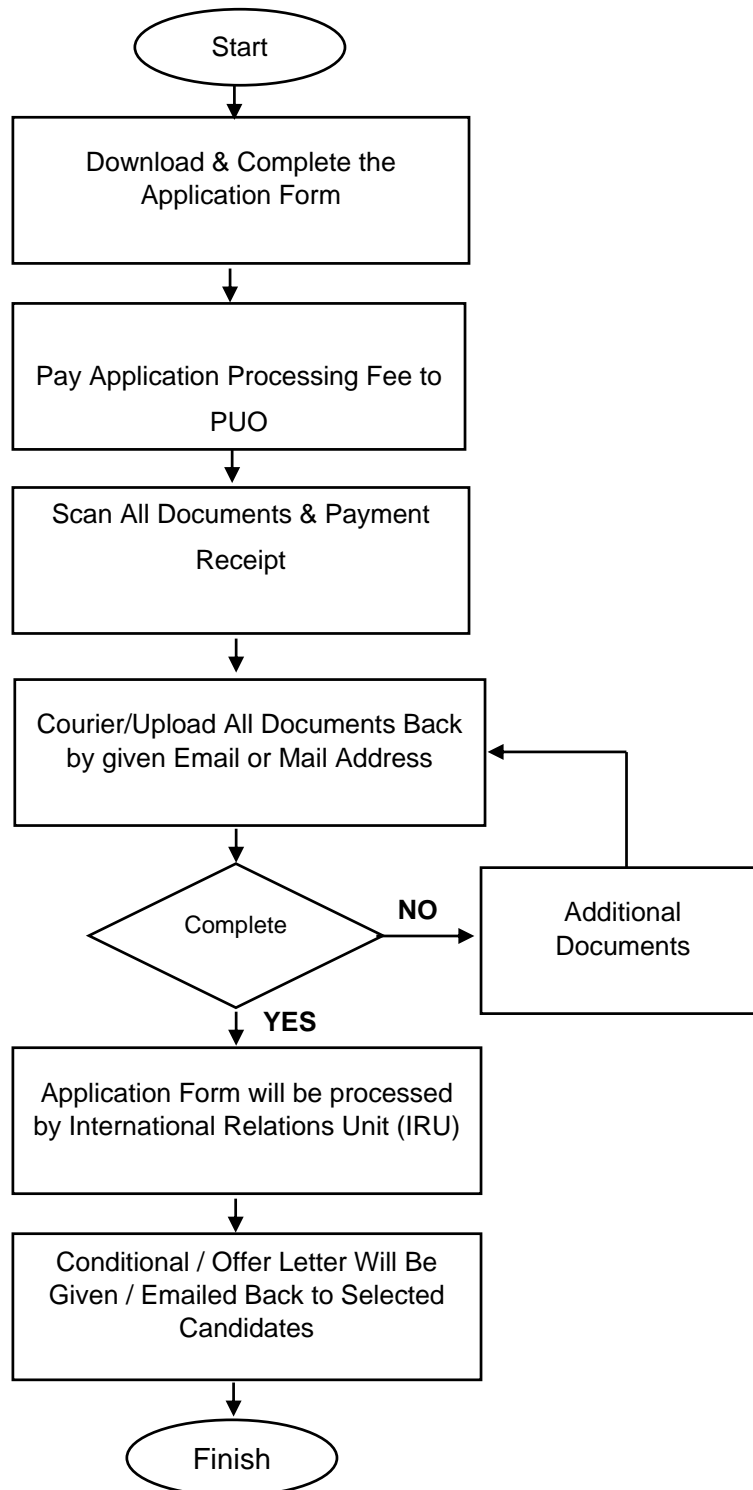 Start
Download & Complete the
Application Form
Pay Application Processing Fee to
PUO
Scan All Documents & Payment
Receipt
Courier/Upload All Documents Back
by given Email or Mail Address
Complete
NO
Additional
Documents
YES
Application Form will be processed
by International Relations Unit (IRU)
Conditional / Offer Letter Will Be
Given / Emailed Back to Selected
Candidates
Finish